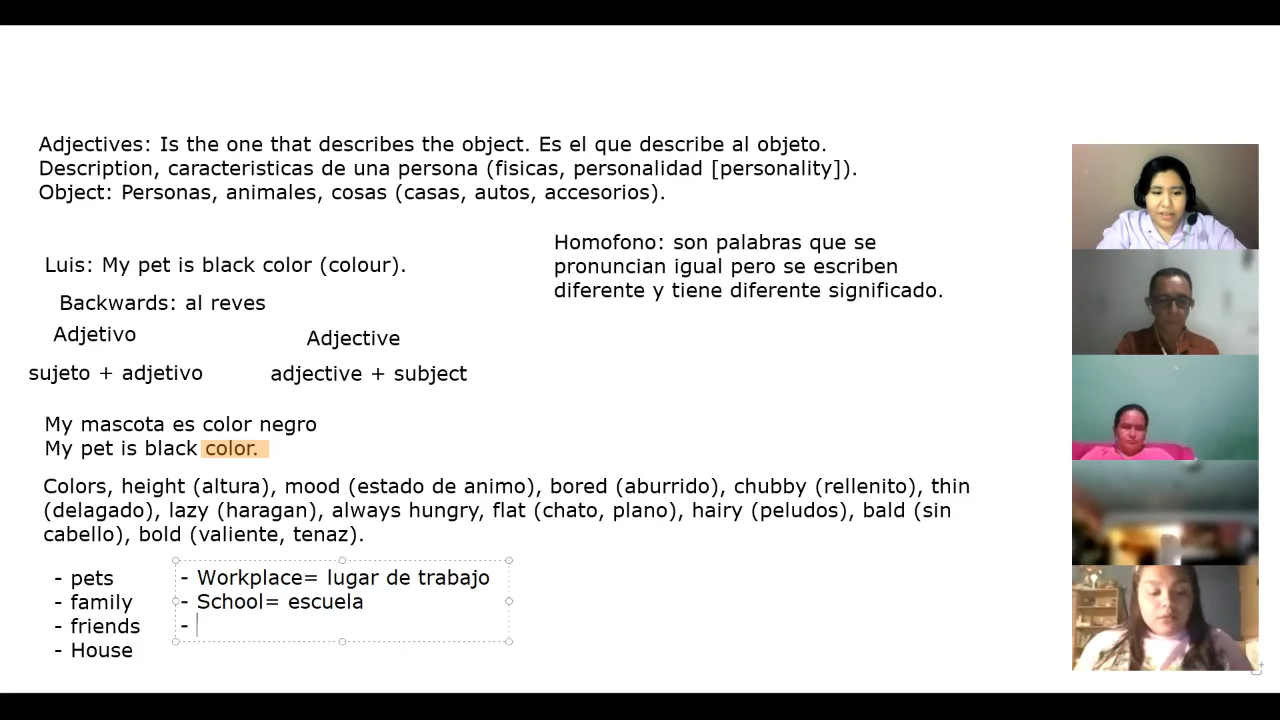 Adjectives: Is the one that describes the object. Es el que describe al objeto.
Description, caracteristicas de una persona (fisicas, personalidad [personality]).
Object: Personas, animales, cosas (casas, autos, accesorios).
Homofono: son palabras que se
pronuncian igual pero se escriben
diferente y tiene diferente significado.
Luis: My pet is black color (colour).
Backwards: al reves
Adjetivo
Adjective
sujeto + adjetivo
adjective + subject
My mascota es color negro
My pet is black color.
Colors, height (altura), mood (estado de animo), bored (aburrido), chubby (rellenito), thin
(delagado), lazy (haragan), always hungry, flat (chato, plano), hairy (peludos), bald (sin
cabello), bold (valiente, tenaz).
- pets
- family
- friends
- House
- Workplace= lugar de trabajo
- School= escuela
-